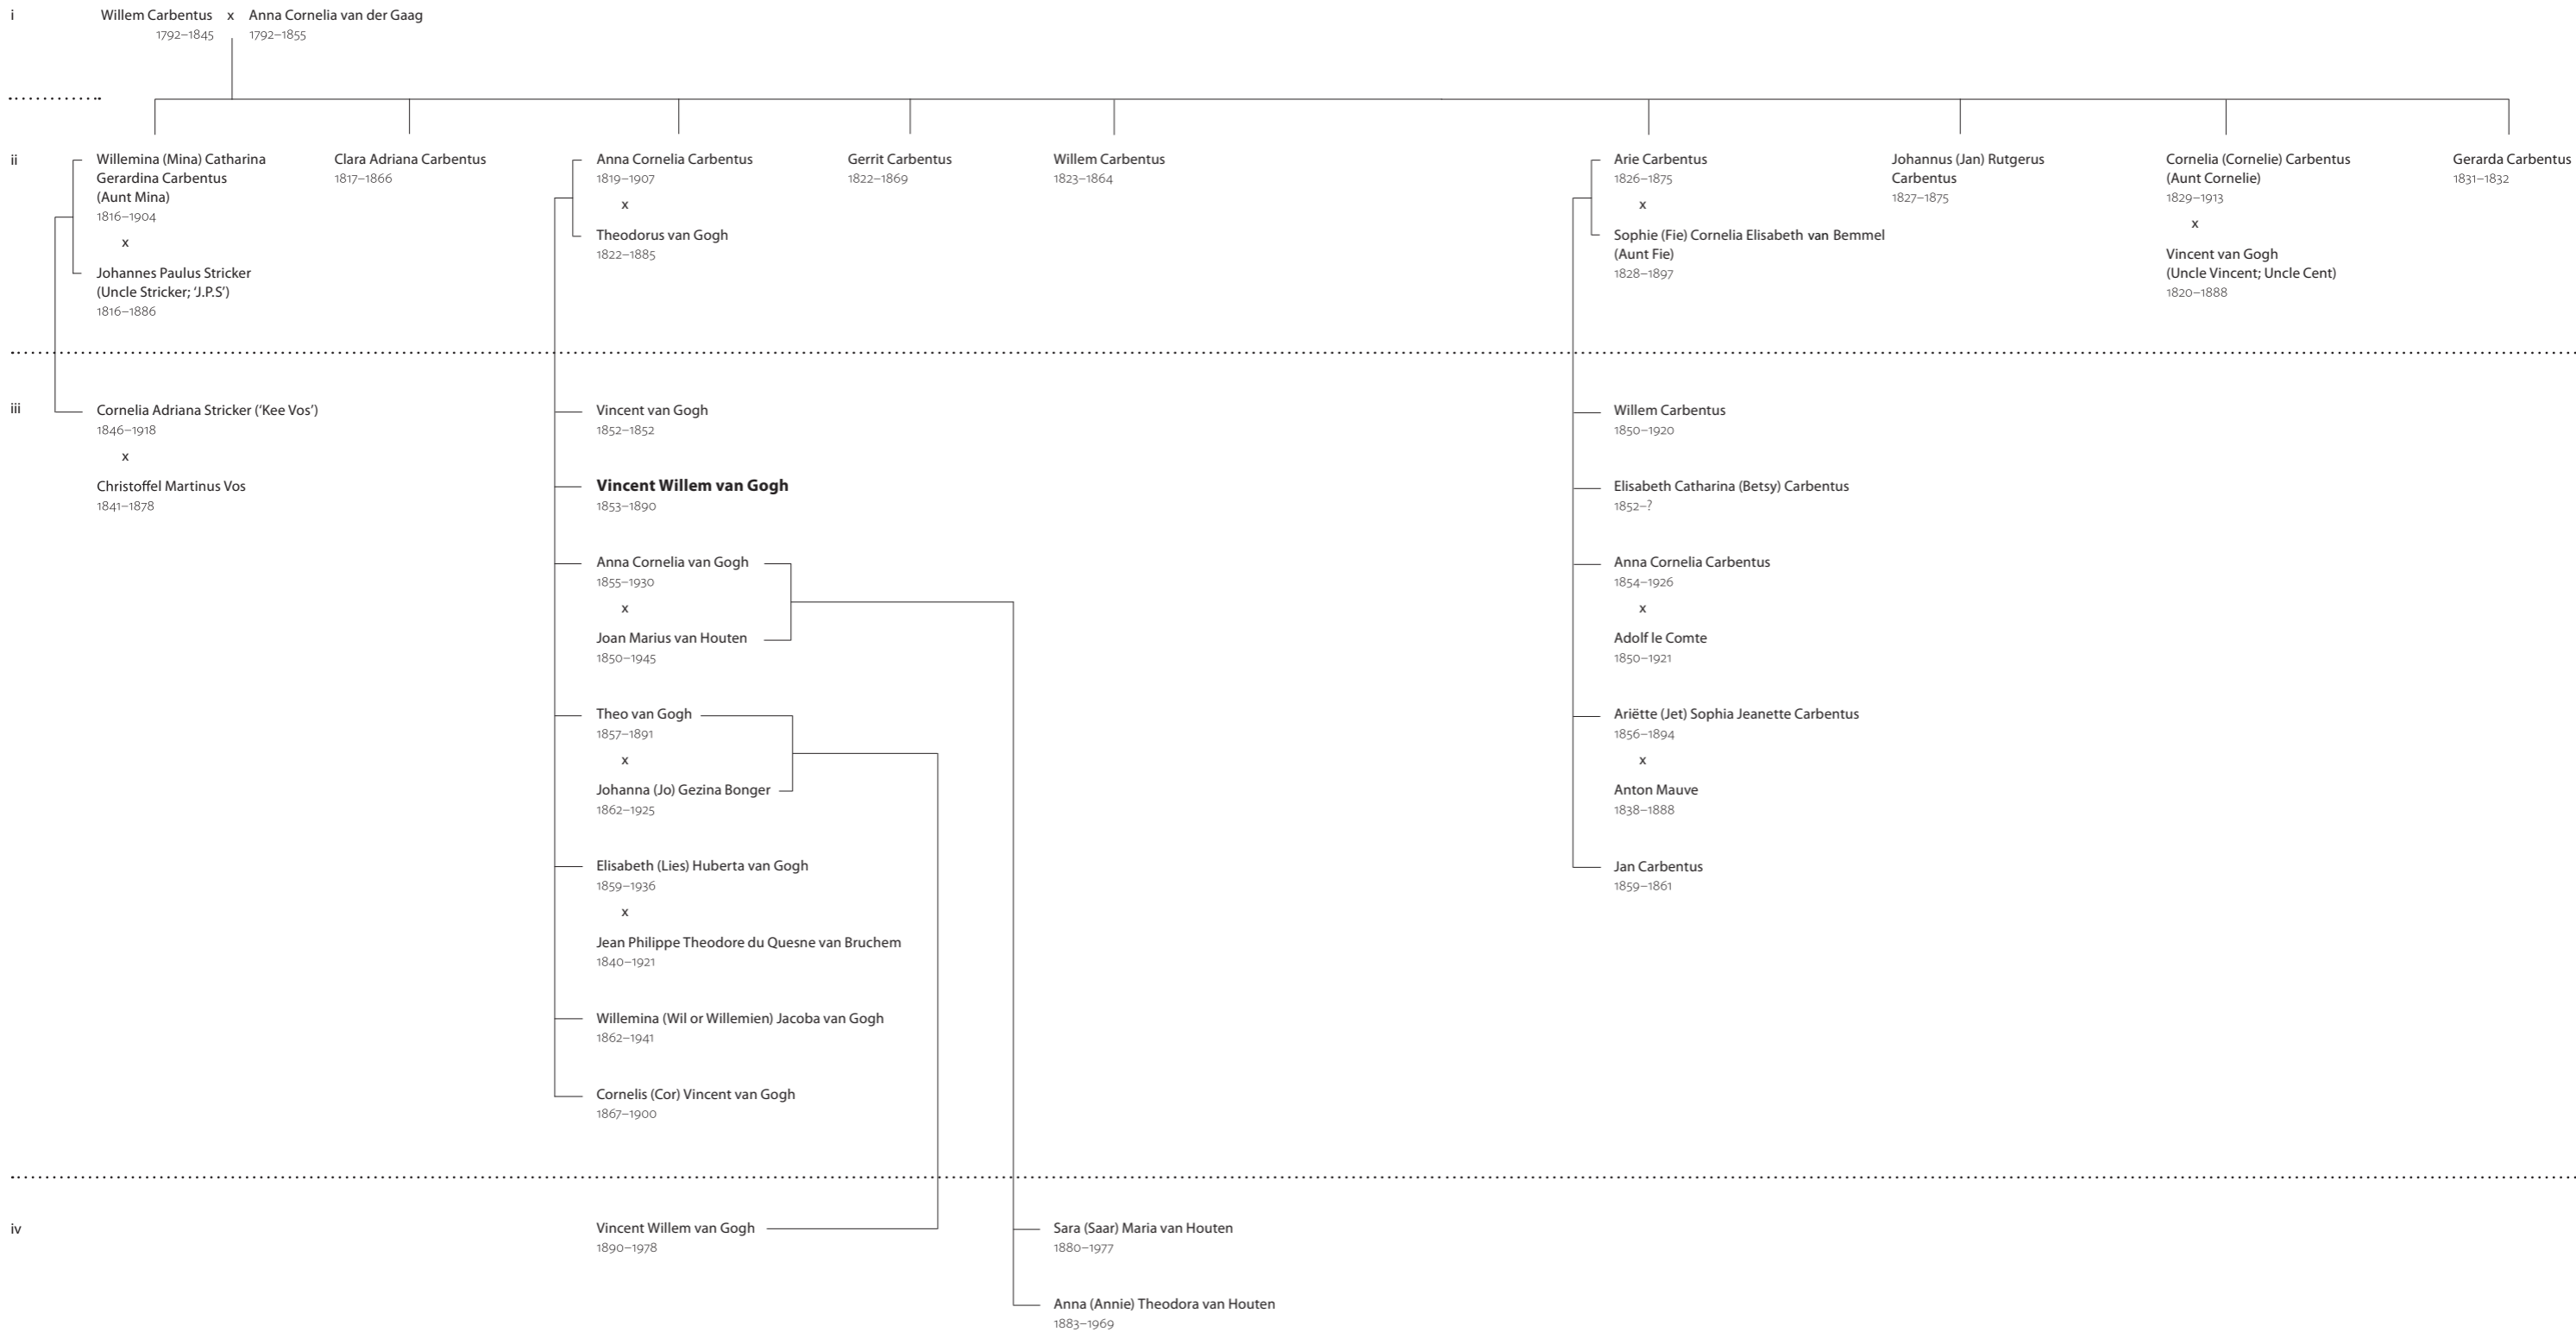 i
Willem Carbentus x Anna Cornelia van der Gaag
1792–1845 1792–1855
ii
Willemina (Mina) Catharina
Gerardina Carbentus
(Aunt Mina)
1816–1904
x
Johannes Paulus Stricker
(Uncle Stricker; ‘J.P.S’)
1816–1886
Clara Adriana Carbentus
1817–1866
Anna Cornelia Carbentus
1819–1907
x
Theodorus van Gogh
1822–1885
Gerrit Carbentus
1822–1869
Willem Carbentus
1823–1864
Arie Carbentus
1826–1875
x
Sophie (Fie) Cornelia Elisabeth van Bemmel
(Aunt Fie)
1828–1897
Johannus (Jan) Rutgerus
Carbentus
1827–1875
Cornelia (Cornelie) Carbentus
(Aunt Cornelie)
1829–1913
x
Vincent van Gogh
(Uncle Vincent; Uncle Cent)
1820–1888
Gerarda Carbentus
1831–1832
iii
Cornelia Adriana Stricker (‘Kee Vos’)
1846–1918
x
Christoffel Martinus Vos
1841–1878
Vincent van Gogh
1852–1852
Vincent Willem van Gogh
1853–1890
Anna Cornelia van Gogh
1855–1930
x
Joan Marius van Houten
1850–1945
Theo van Gogh
1857–1891
x
Johanna (Jo) Gezina Bonger
1862–1925
Elisabeth (Lies) Huberta van Gogh
1859–1936
x
Jean Philippe Theodore du Quesne van Bruchem
1840–1921
Willemina (Wil or Willemien) Jacoba van Gogh
1862–1941
Cornelis (Cor) Vincent van Gogh
1867–1900
Willem Carbentus
1850–1920
Elisabeth Catharina (Betsy) Carbentus
1852–?
Anna Cornelia Carbentus
1854–1926
x
Adolf le Comte
1850–1921
Ariëtte (Jet) Sophia Jeanette Carbentus
1856–1894
x
Anton Mauve
1838–1888
Jan Carbentus
1859–1861
iv
Vincent Willem van Gogh
1890–1978
Sara (Saar) Maria van Houten
1880–1977
Anna (Annie) Theodora van Houten
1883–1969